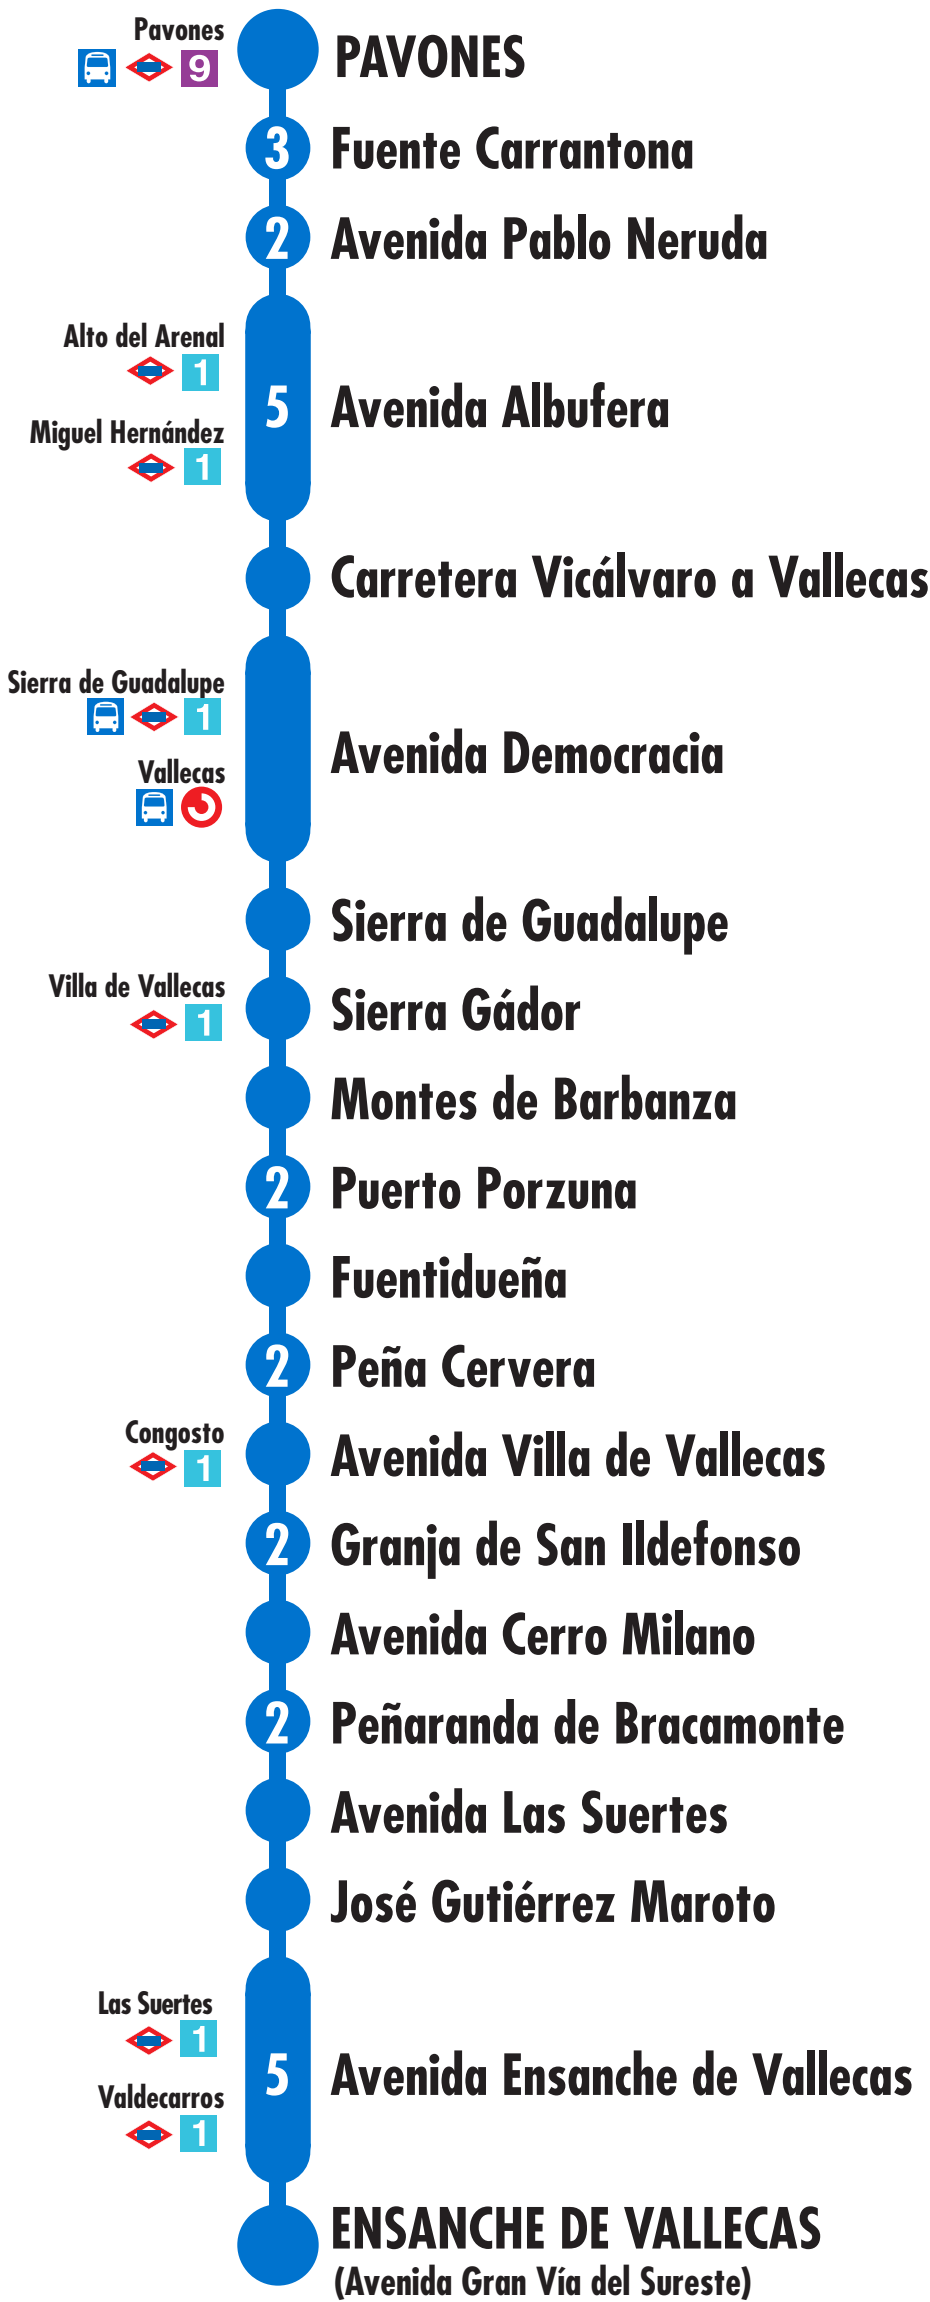 Pavones
9
PAVONES
3
Fuente Carrantona
2
Avenida Pablo Neruda
Alto del Arenal
1
Miguel Hernández
1
5
Avenida Albufera
Carretera Vicálvaro a Vallecas
Sierra de Guadalupe
1
Vallecas
Avenida Democracia
Sierra de Guadalupe
Villa de Vallecas
1
Sierra Gádor
Montes de Barbanza
2
Puerto Porzuna
Fuentidueña
2
Peña Cervera
Congosto
1
Avenida Villa de Vallecas
2
Granja de San Ildefonso
Avenida Cerro Milano
2
Peñaranda de Bracamonte
Avenida Las Suertes
José Gutiérrez Maroto
Las Suertes
1
Valdecarros
1
5
Avenida Ensanche de Vallecas
ENSANCHE DE VALLECAS
(Avenida Gran Vía del Sureste)